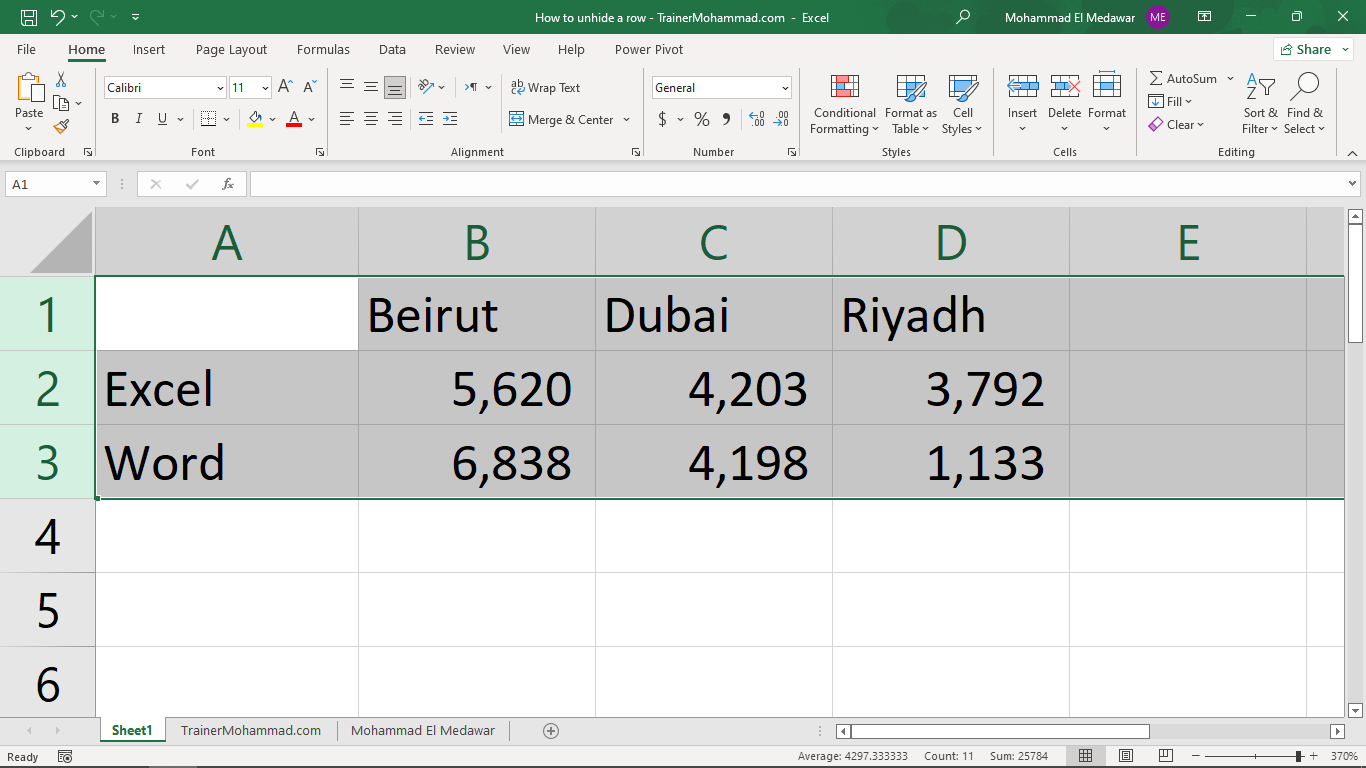 How to unhide a row - TrainerMohammad.com - Excel
Mohammad El Medawar ME
File Home Insert Page Layout Formulas Data Review View Help Power Pivot Share
Paste
Calibri 11
B I U A
Wrap Text
Merge & Center
General
$ % 9
Conditional Formatting
Format as Table
Cell Styles
Insert Delete Format
AutoSum
Fill
Clear
Sort & Filter
Find & Select
Clipboard Font Alignment Number Styles Cells Editing
A1 fx
A B C D E
1 Beirut Dubai Riyadh
2 Excel 5,620 4,203 3,792
3 Word 6,838 4,198 1,133
4
5
6
Sheet1 TrainerMohammad.com Mohammad El Medawar
Ready Average: 4297.333333 Count: 11 Sum: 25784 370%